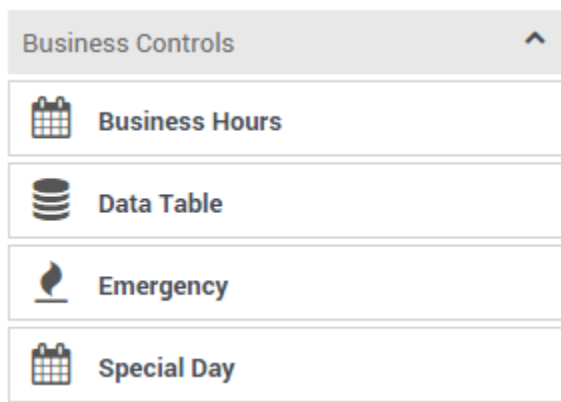 Business Controls
Business Hours
Data Table
Emergency
Special Day